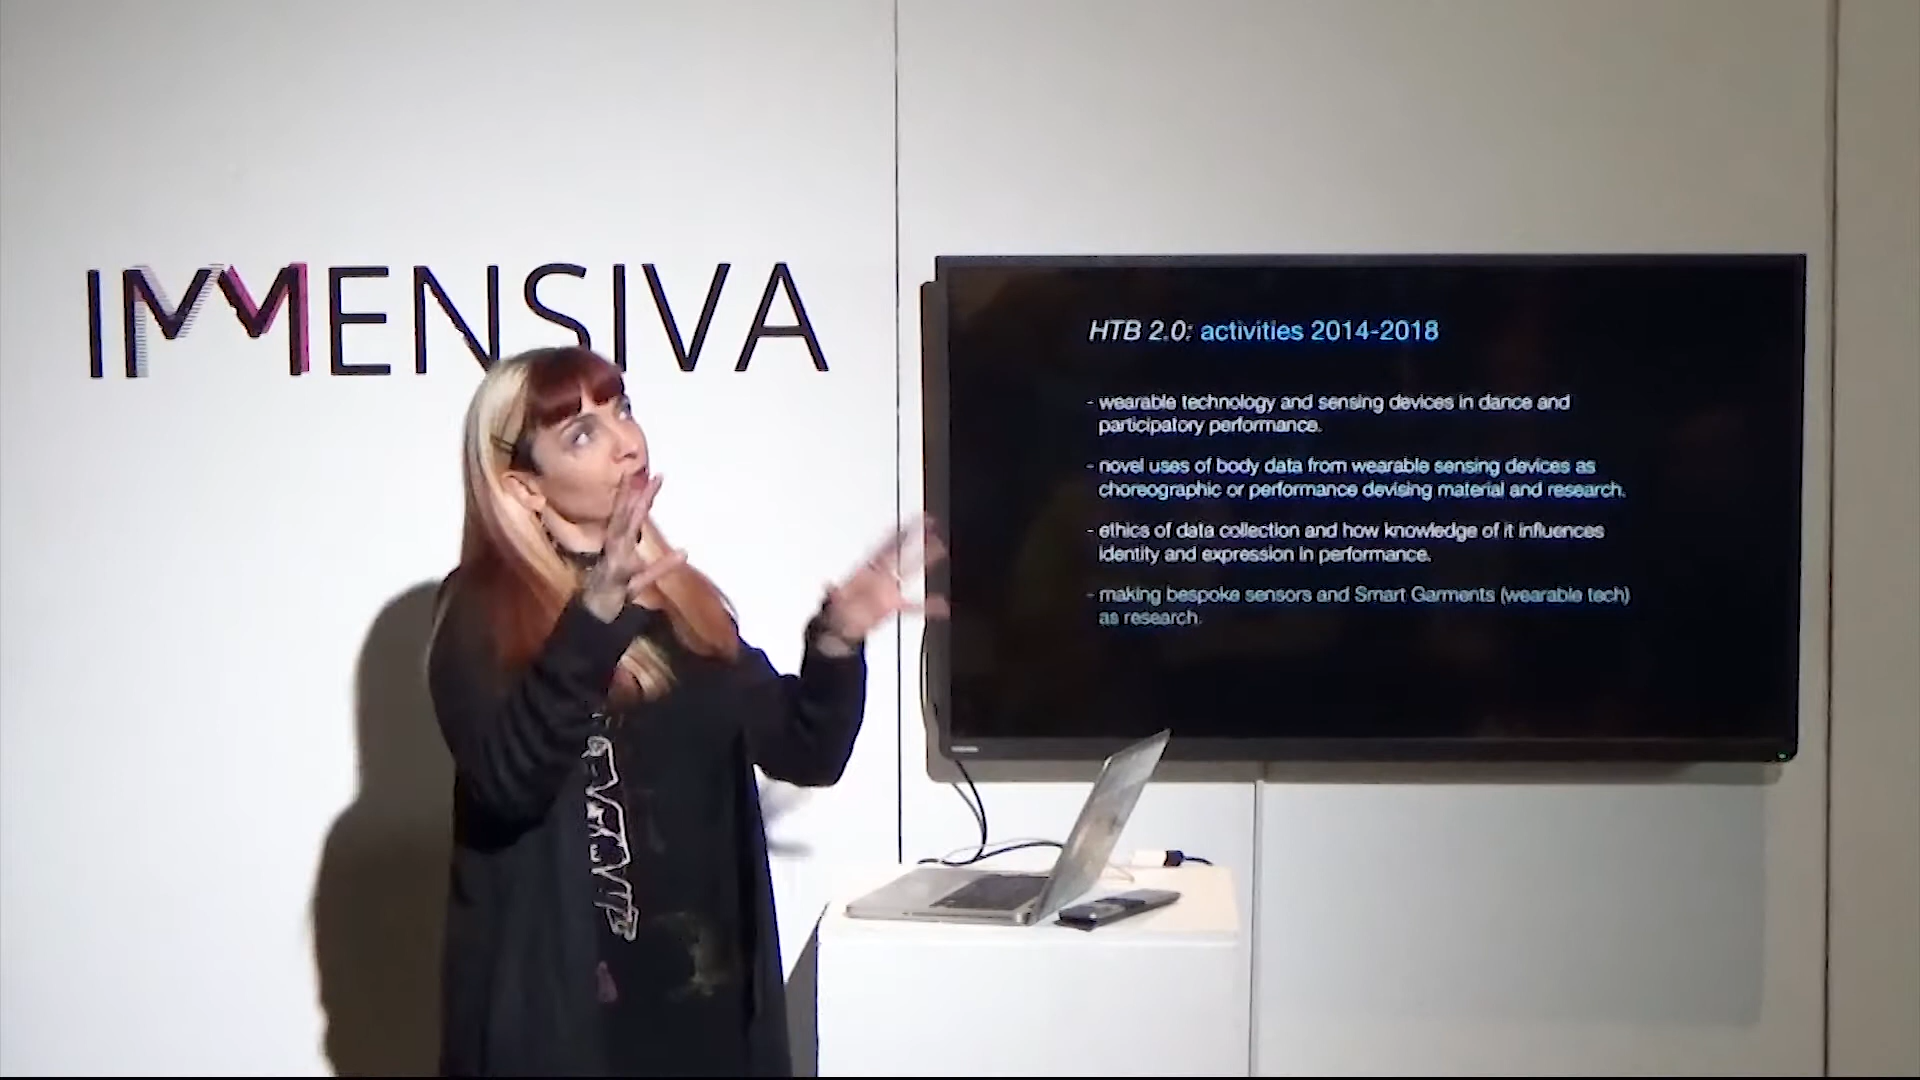 IMMENSIVA
HTB 2.0: activities 2014-2018
- wearable technology and sensing devices in dance and
participatory performance.
- novel uses of body data from wearable sensing devices as
choreographic or performance devising material and research.
- ethics of data collection and how knowledge of it influences
identity and expression in performance.
- making bespoke sensors and Smart Garments (wearable tech)
as research.